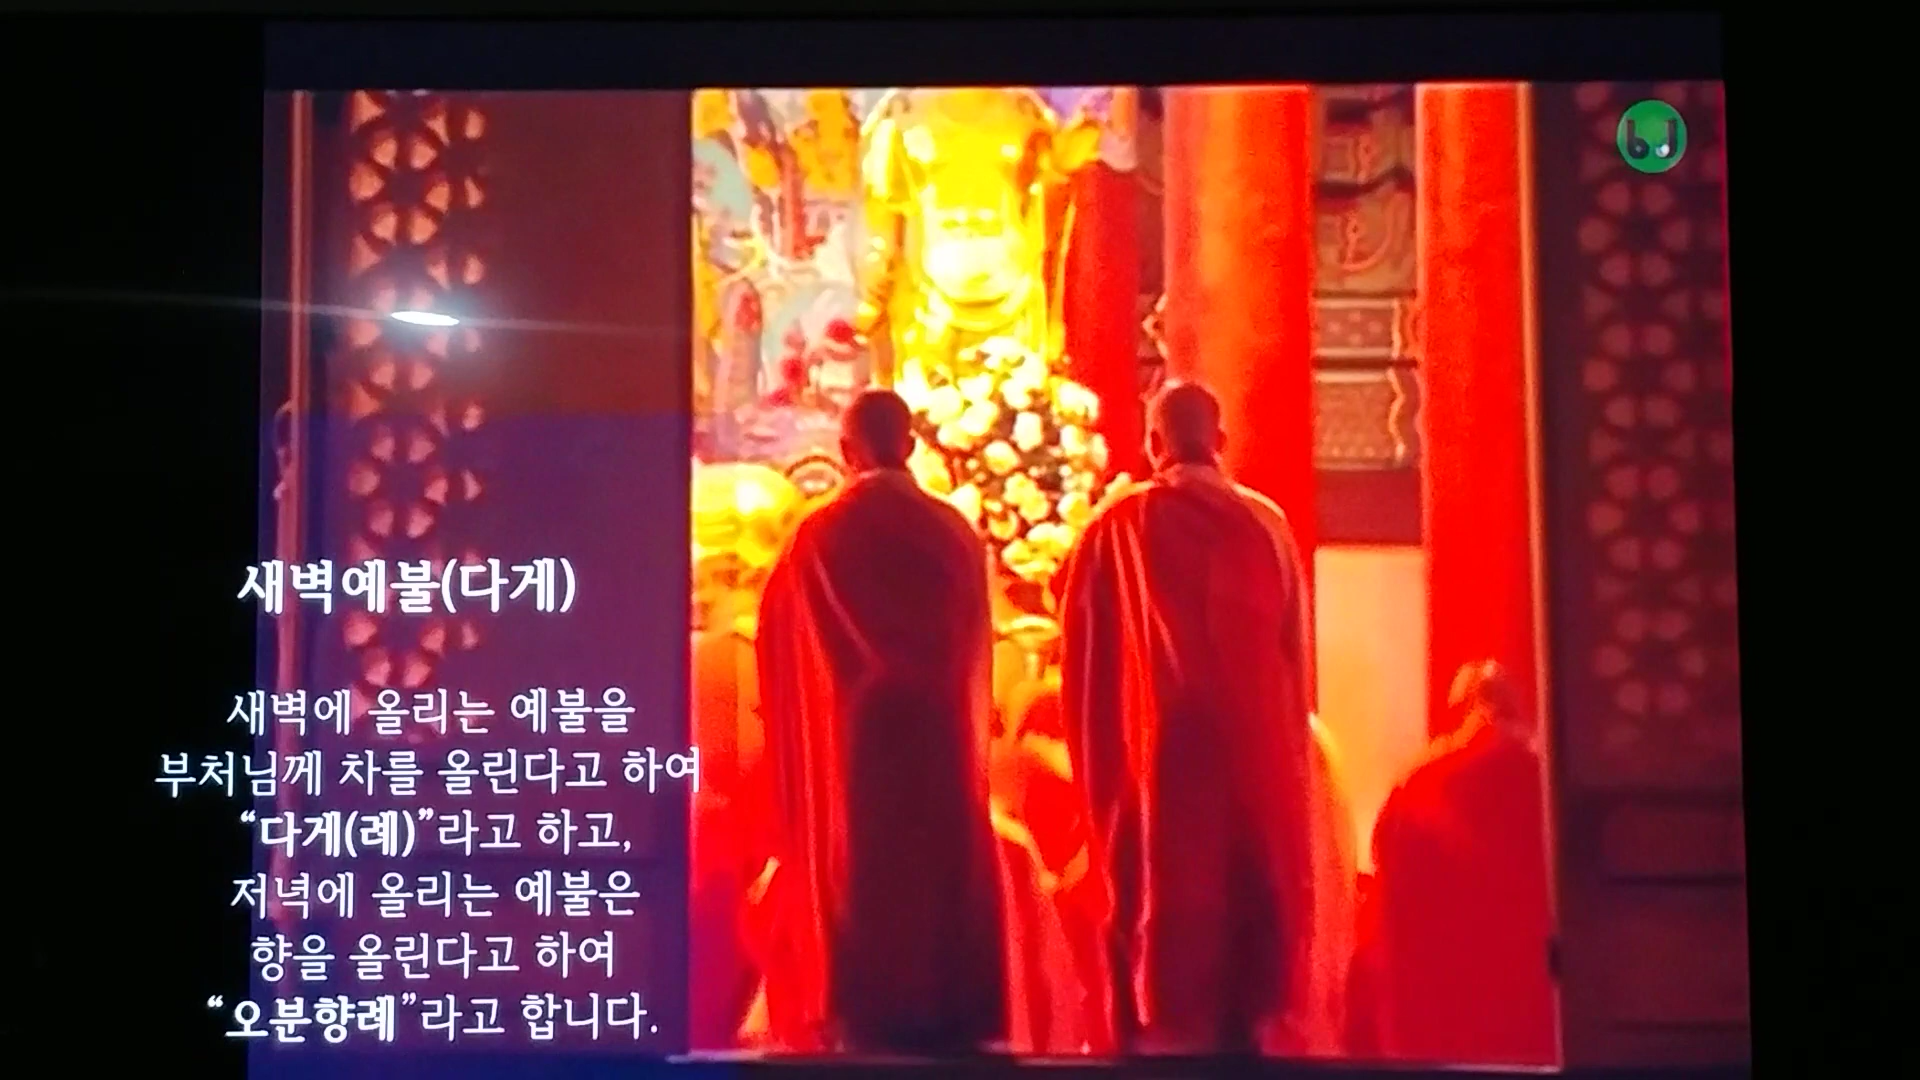 bd
새벽예불(다게)
새벽에 올리는 예불을
부처님께 차를 올린다고 하여
“다게(례)”라고 하고,
저녁에 올리는 예불은
향을 올린다고 하여
“오분향례”라고 합니다.